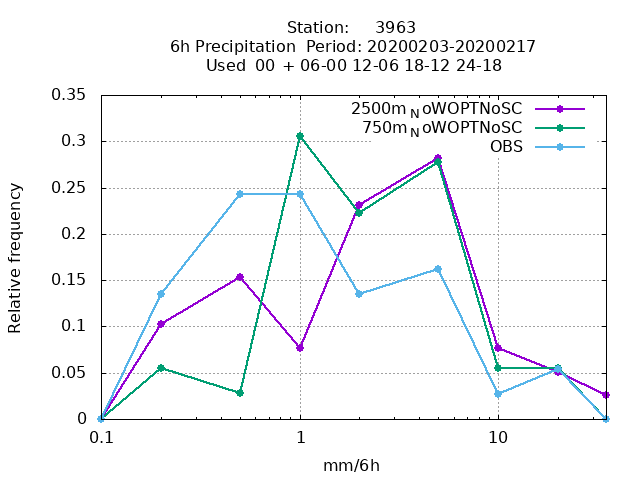 Station: 3963
6h Precipitation Period: 20200203-20200217
Used 00 + 06-00 12-06 18-12 24-18
0.35
0.3
0.25
0.2
0.15
0.1
0.05
0
0.1 1 10
Relative frequency
mm/6h
2500mNoWOPTNoSC
750mNoWOPTNoSC
OBS